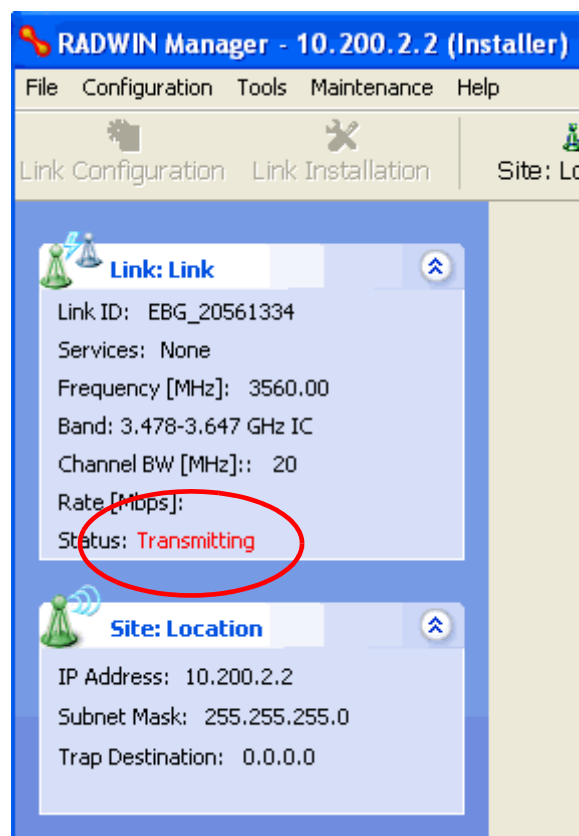 RADWIN Manager - 10.200.2.2 (Installer)
File Configuration Tools Maintenance Help
Link Configuration Link Installation Site: Lo
Link: Link
Link ID: EBG_20561334
Services: None
Frequency [MHz]: 3560.00
Band: 3.478-3.647 GHz IC
Channel BW [MHz]:: 20
Rate [Mbps]:
Status: Transmitting
Site: Location
IP Address: 10.200.2.2
Subnet Mask: 255.255.255.0
Trap Destination: 0.0.0.0